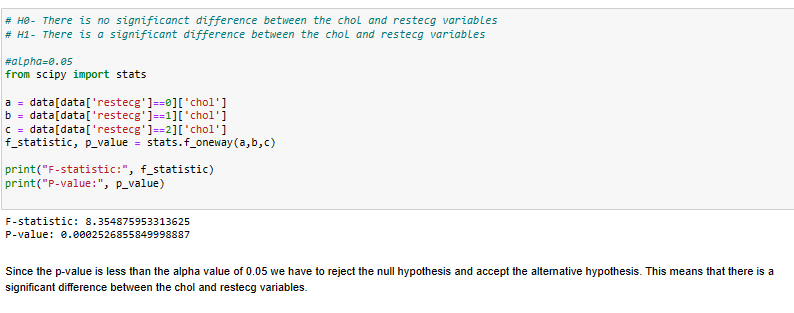 # H0- There is no significanct difference between the chol and restecg variables
# H1- There is a significant difference between the chol and restecg variables
#alpha=0.05
from scipy import stats
a = data[data['restecg']==0]['chol']
b = data[data['restecg']==1]['chol']
c = data[data['restecg']==2]['chol']
f_statistic, p_value = stats.f_oneway(a,b,c)
print("F-statistic:", f_statistic)
print("P-value:", p_value)
F-statistic: 8.354875953313625
P-value: 0.0002526855849998887
Since the p-value is less than the alpha value of 0.05 we have to reject the null hypothesis and accept the alternative hypothesis. This means that there is a
significant difference between the chol and restecg variables.